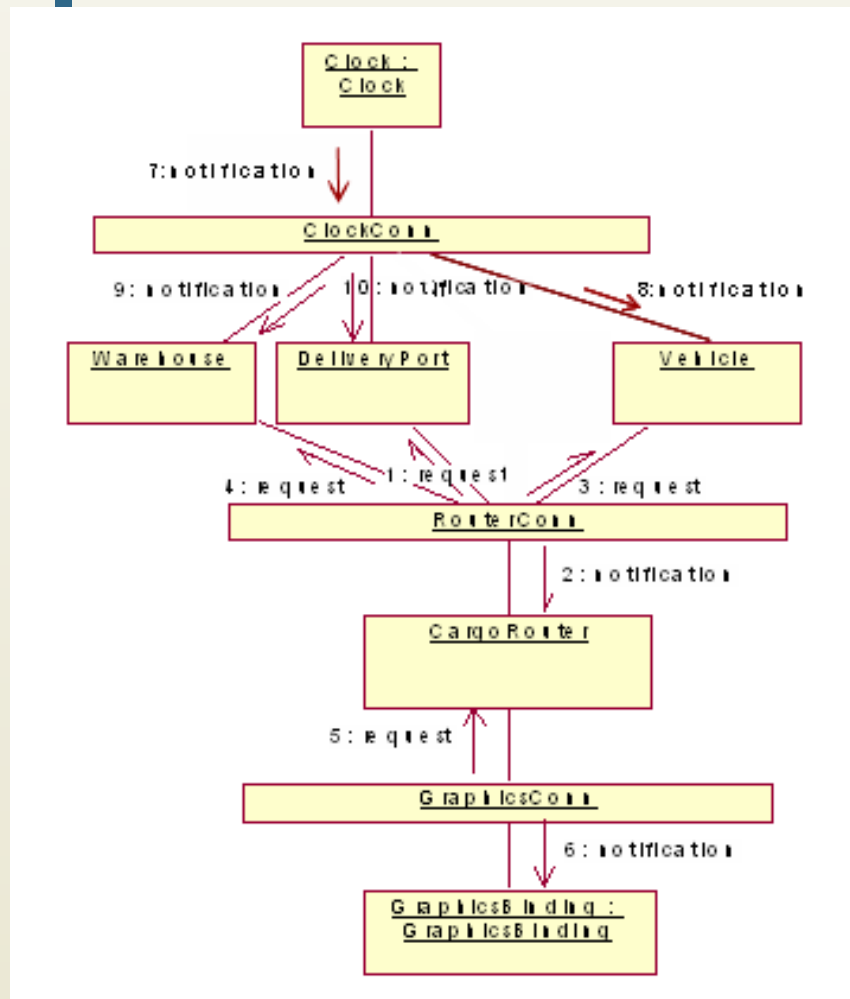 Clock :
Clock
7:notification
ClockConn
9: notification
10: notification
8:notification
Warehouse
DeliveryPort
Vehicle
4: request
1: request
3: request
RouterConn
2: notification
CargoRouter
5: request
GraphicsConn
6: notification
GraphicsBinding :
GraphicsBinding